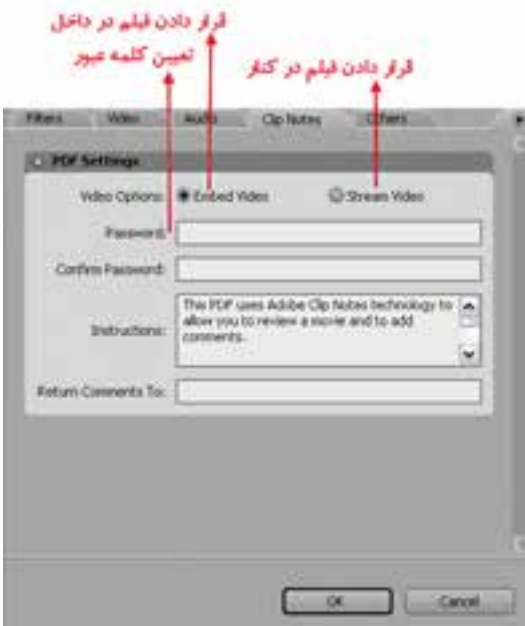 قرار دادن فیلم در داخل
تعیین کلمه عبور
قرار دادن فیلم در کنار
Filters Video Audio Clip Notes Others
PDF Settings
Video Options: Embed Video Stream Video
Password:
Confirm Password:
Instructions:
This PDF uses Adobe Clip Notes technology to
allow you to review a movie and to add
comments.
Return Comments To:
OK Cancel